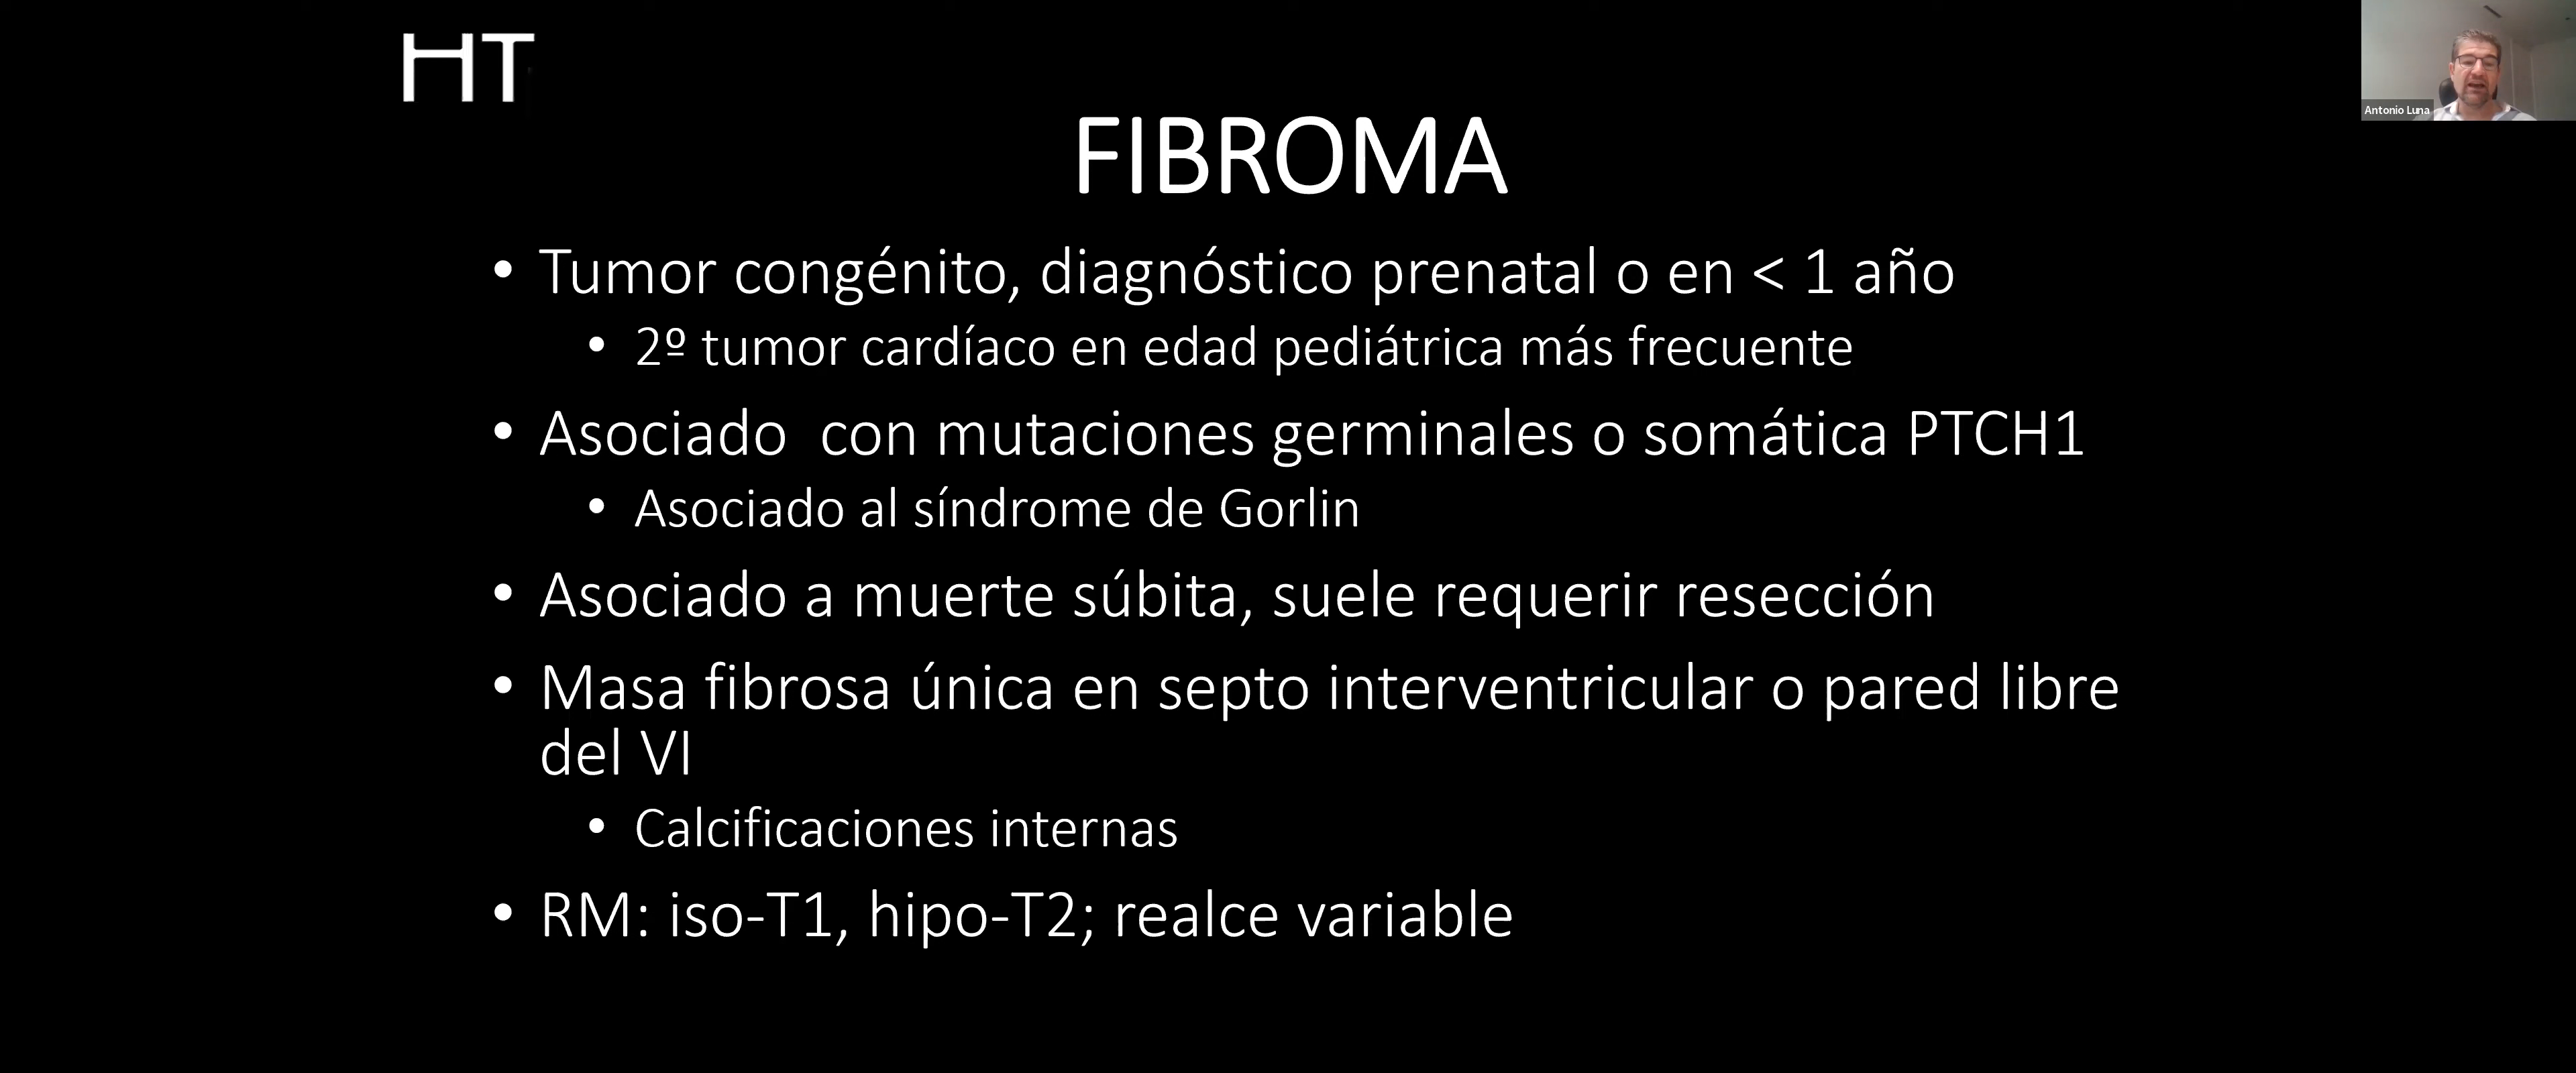 HT
Antonio Luna
FIBROMA
• Tumor congénito, diagnóstico prenatal o en < 1 año
• 2º tumor cardíaco en edad pediátrica más frecuente
• Asociado con mutaciones germinales o somática PTCH1
• Asociado al síndrome de Gorlin
• Asociado a muerte súbita, suele requerir resección
• Masa fibrosa única en septo interventricular o pared libre
del VI
• Calcificaciones internas
• RM: iso-T1, hipo-T2; realce variable